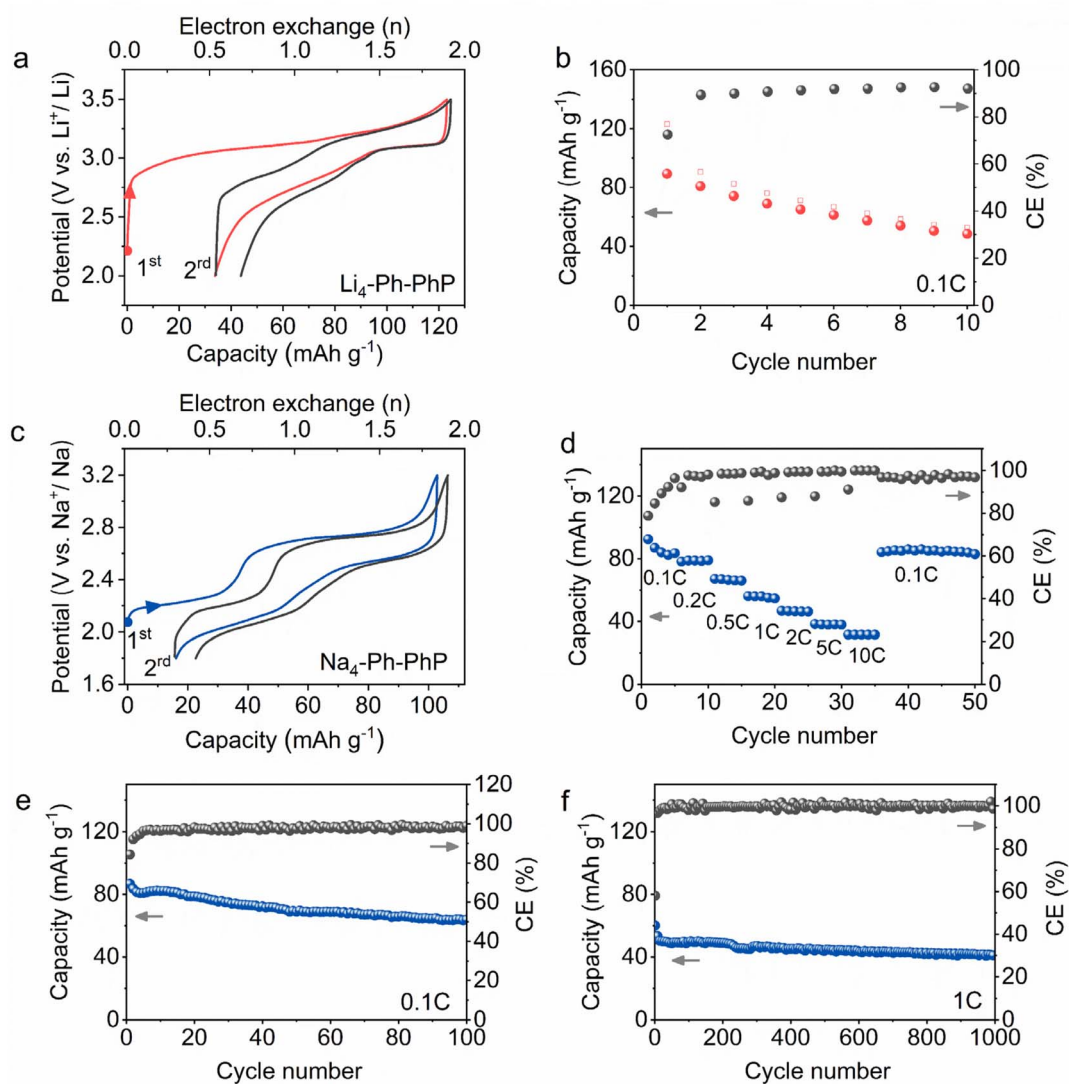 a
Electron exchange (n)
0.0 0.5 1.0 1.5 2.0
Potential (V vs. Li⁺/ Li)
3.5
3.0
2.5
2.0
1ˢᵗ
2ʳᵈ
Li₄-Ph-PhP
0 20 40 60 80 100 120
Capacity (mAh g⁻¹)
b
Capacity (mAh g⁻¹)
160
120
80
40
0
100
80
60
40
20
0
CE (%)
0.1C
0 2 4 6 8 10
Cycle number
c
Electron exchange (n)
0.0 0.5 1.0 1.5 2.0
Potential (V vs. Na⁺/ Na)
3.2
2.8
2.4
2.0
1.6
1ˢᵗ
2ʳᵈ
Na₄-Ph-PhP
0 20 40 60 80 100
Capacity (mAh g⁻¹)
d
Capacity (mAh g⁻¹)
120
80
40
0
100
80
60
40
20
0
CE (%)
0.1C
0.2C
0.5C
1C
2C
5C
10C
0.1C
0 10 20 30 40 50
Cycle number
e
Capacity (mAh g⁻¹)
120
80
40
0
120
100
80
60
40
20
0
CE (%)
0.1C
0 20 40 60 80 100
Cycle number
f
Capacity (mAh g⁻¹)
120
80
40
0
100
80
60
40
20
0
CE (%)
1C
0 200 400 600 800 1000
Cycle number